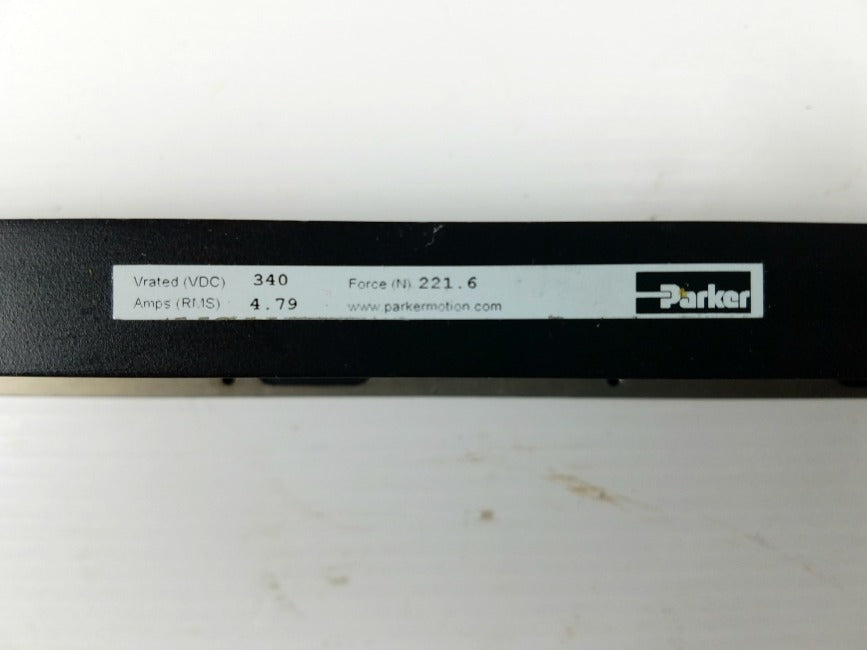 Vrated (VDC) 340 Force (N) 221.6
Amps (RMS) 4.79 www.parkermotion.com
Parker